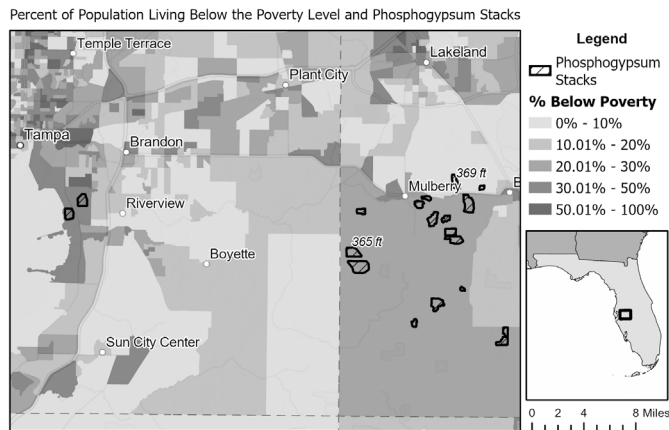 Percent of Population Living Below the Poverty Level and Phosphogypsum Stacks
Temple Terrace
Lakeland
Plant City
Tampa
Brandon
369 ft
Mulberry
B
Riverview
365 ft
Boyette
Sun City Center
Legend
Phosphogypsum
Stacks
% Below Poverty
0% - 10%
10.01% - 20%
20.01% - 30%
30.01% - 50%
50.01% - 100%
0 2 4 8 Miles